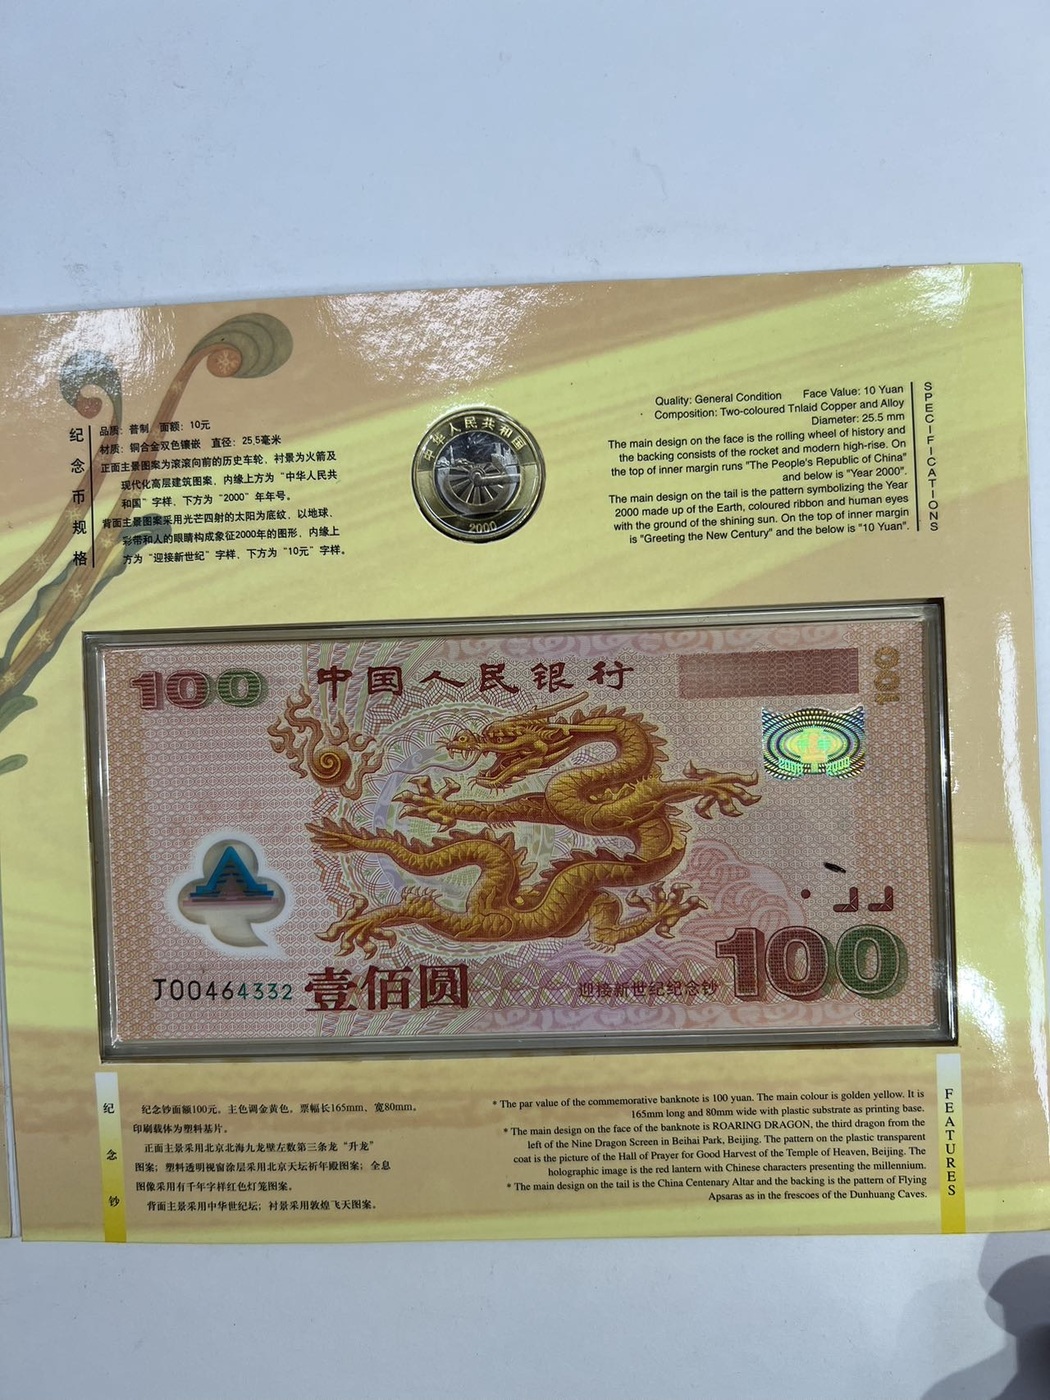 纪念币规格
品质：普制 面额：10元
材质：铜合金双色镶嵌 直径：25.5毫米
正面主景图案为滚滚向前的历史车轮、衬景为火箭及
现代化高层建筑图案，内缘上方为“中华人民共
和国”字样，下方为“2000”年年号。
背面主景图案采用光芒四射的太阳为底纹，以地球、
彩带和人的眼睛构成象征2000年的图形，内缘上
方为“迎接新世纪”字样，下方为“10元”字样。
中华人民共和国
2000
SPECIFICATIONS
Quality: General Condition Face Value: 10 Yuan
Composition: Two-coloured Tnlaid Copper and Alloy
Diameter: 25.5 mm
The main design on the face is the rolling wheel of history and
the backing consists of the rocket and modern high-rise. On
the top of inner margin runs "The People's Republic of China"
and below is "Year 2000".
The main design on the tail is the pattern symbolizing the Year
2000 made up of the Earth, coloured ribbon and human eyes
with the ground of the shining sun. On the top of inner margin
is "Greeting the New Century" and the below is "10 Yuan".
100
中国人民银行
100
2000 2000
J00464332
壹佰圆
迎接新世纪纪念钞
100
纪念钞
纪念钞面额100元。主色调金黄色。票幅长165mm、宽80mm。
印刷载体为塑料基片。
正面主景采用北京北海九龙壁左数第三条龙“升龙”
图案；塑料透明视窗涂层采用北京天坛祈年殿图案；全息
图像采用有千年字样红色灯笼图案。
背面主景采用中华世纪坛；衬景采用敦煌飞天图案。
* The par value of the commemorative banknote is 100 yuan. The main colour is golden yellow. It is
165mm long and 80mm wide with plastic substrate as printing base.
* The main design on the face of the banknote is ROARING DRAGON, the third dragon from the
left of the Nine Dragon Screen in Beihai Park, Beijing. The pattern on the plastic transparent
coat is the picture of the Hall of Prayer for Good Harvest of the Temple of Heaven, Beijing. The
holographic image is the red lantern with Chinese characters presenting the millennium.
* The main design on the tail is the China Centenary Altar and the backing is the pattern of Flying
Apsaras as in the frescoes of the Dunhuang Caves.
FEATURES